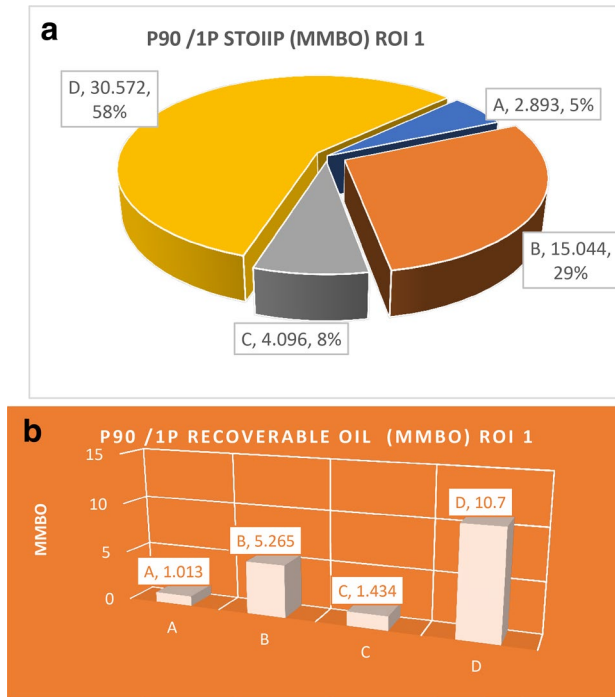 a
P90 /1P STOIIP (MMBO) ROI 1
D, 30.572,
58%
A, 2.893, 5%
B, 15.044,
29%
C, 4.096, 8%
b
P90 /1P RECOVERABLE OIL (MMBO) ROI 1
15
10
5
0
MMBO
A, 1.013
B, 5.265
C, 1.434
D, 10.7
A
B
C
D